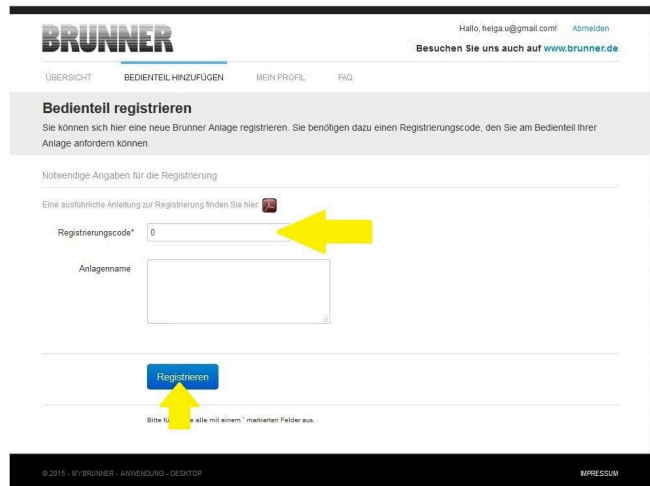 BRUNNER
Hallo, helga.u@gmail.com! Abmelden
Besuchen Sie uns auch auf www.brunner.de
ÜBERSICHT BEDIENTEIL HINZUFÜGEN MEIN PROFIL FAQ
Bedienteil registrieren
Sie können sich hier eine neue Brunner Anlage registrieren. Sie benötigen dazu einen Registrierungscode, den Sie am Bedienteil Ihrer
Anlage anfordern können.
Notwendige Angaben für die Registrierung
Eine ausführliche Anleitung zur Registrierung finden Sie hier:
Registrierungscode* 0
Anlagenname
Registrieren
Bitte alle mit einem * markierten Felder aus.
© 2015 - MYBRUNNER - ANWENDUNG - DESKTOP
IMPRESSUM